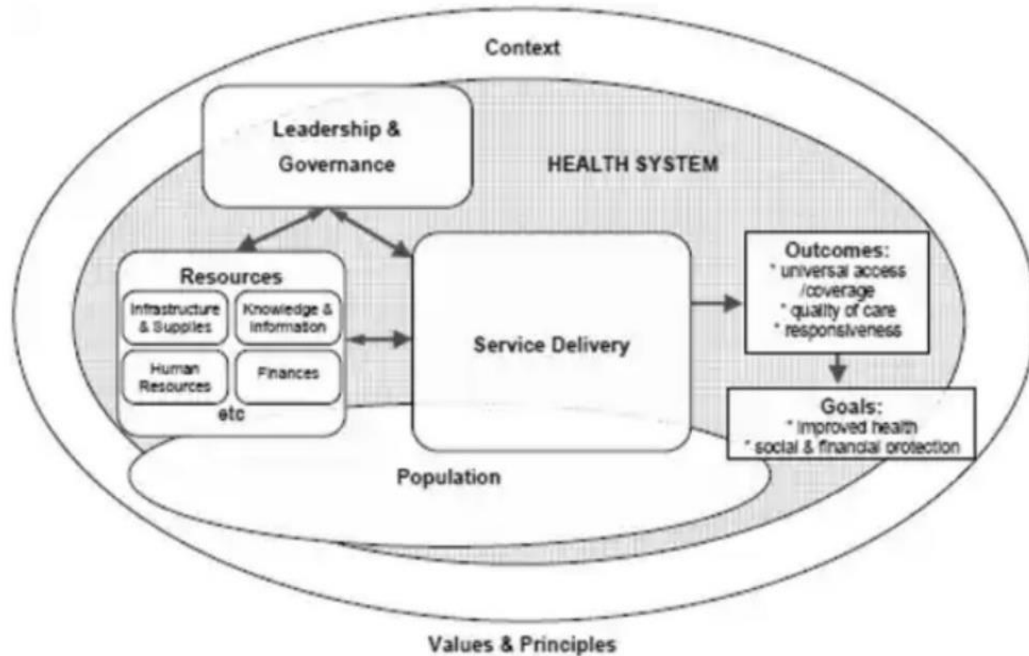 Context
Leadership &
Governance
HEALTH SYSTEM
Resources
Infrastructure
& Supplies
Knowledge &
Information
Human
Resources
Finances
etc
Service Delivery
Outcomes:
* universal access
/coverage
* quality of care
* responsiveness
Goals:
* improved health
* social & financial protection
Population
Values & Principles